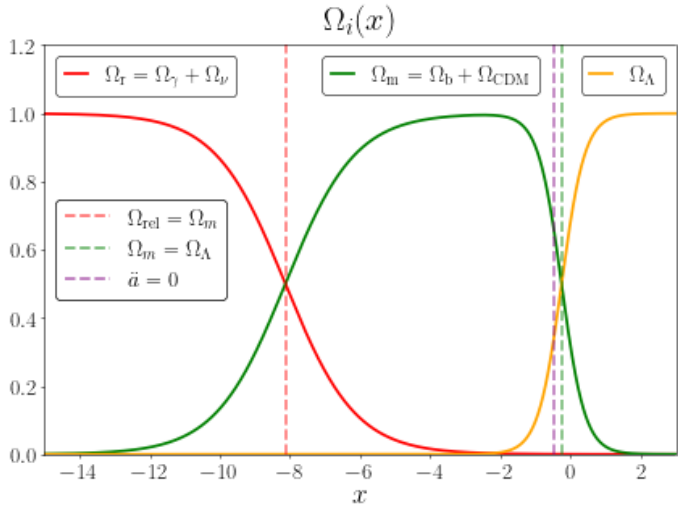 Ωᵢ(x)
Ωr = Ωγ + Ων
Ωm = Ωb + ΩCDM
ΩΛ
Ωrel = Ωm
Ωm = ΩΛ
ä = 0
1.2
1.0
0.8
0.6
0.4
0.2
0.0
−14 −12 −10 −8 −6 −4 −2 0 2
x